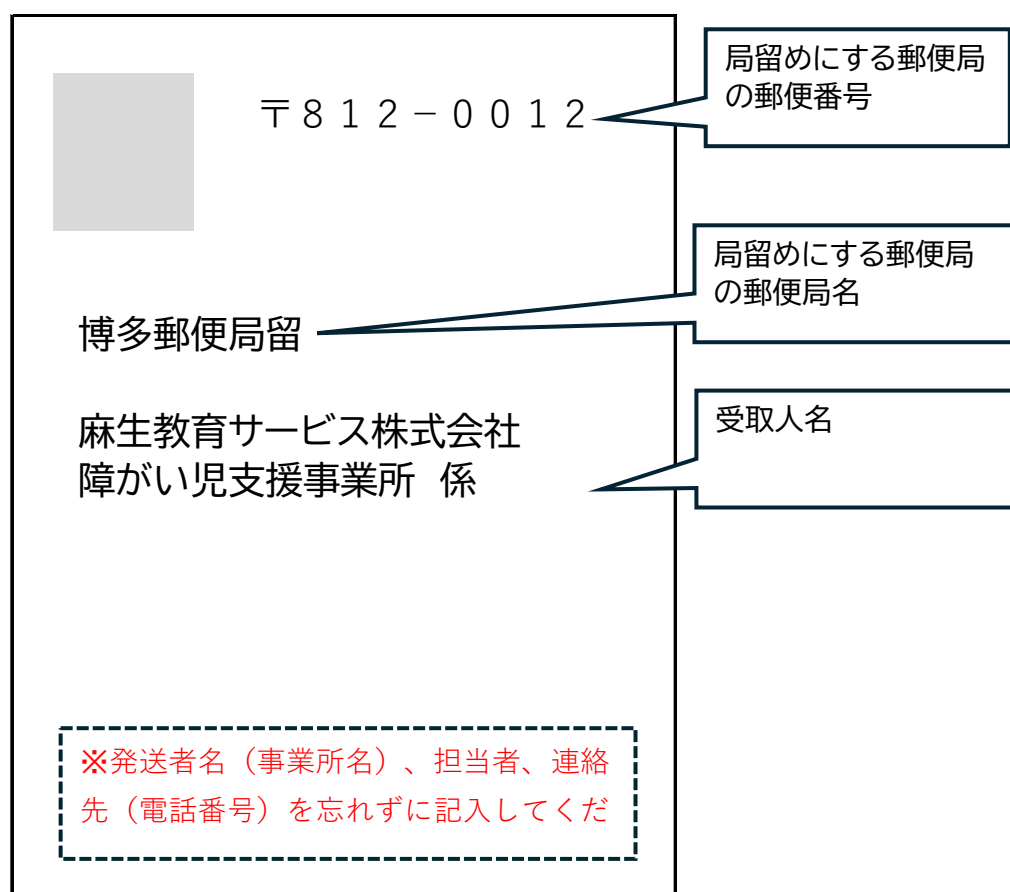 〒８１２－００１２
局留めにする郵便局
の郵便番号
局留めにする郵便局
の郵便局名
博多郵便局留
受取人名
麻生教育サービス株式会社
障がい児支援事業所　係
※発送者名（事業所名）、担当者、連絡
先（電話番号）を忘れずに記入してくだ